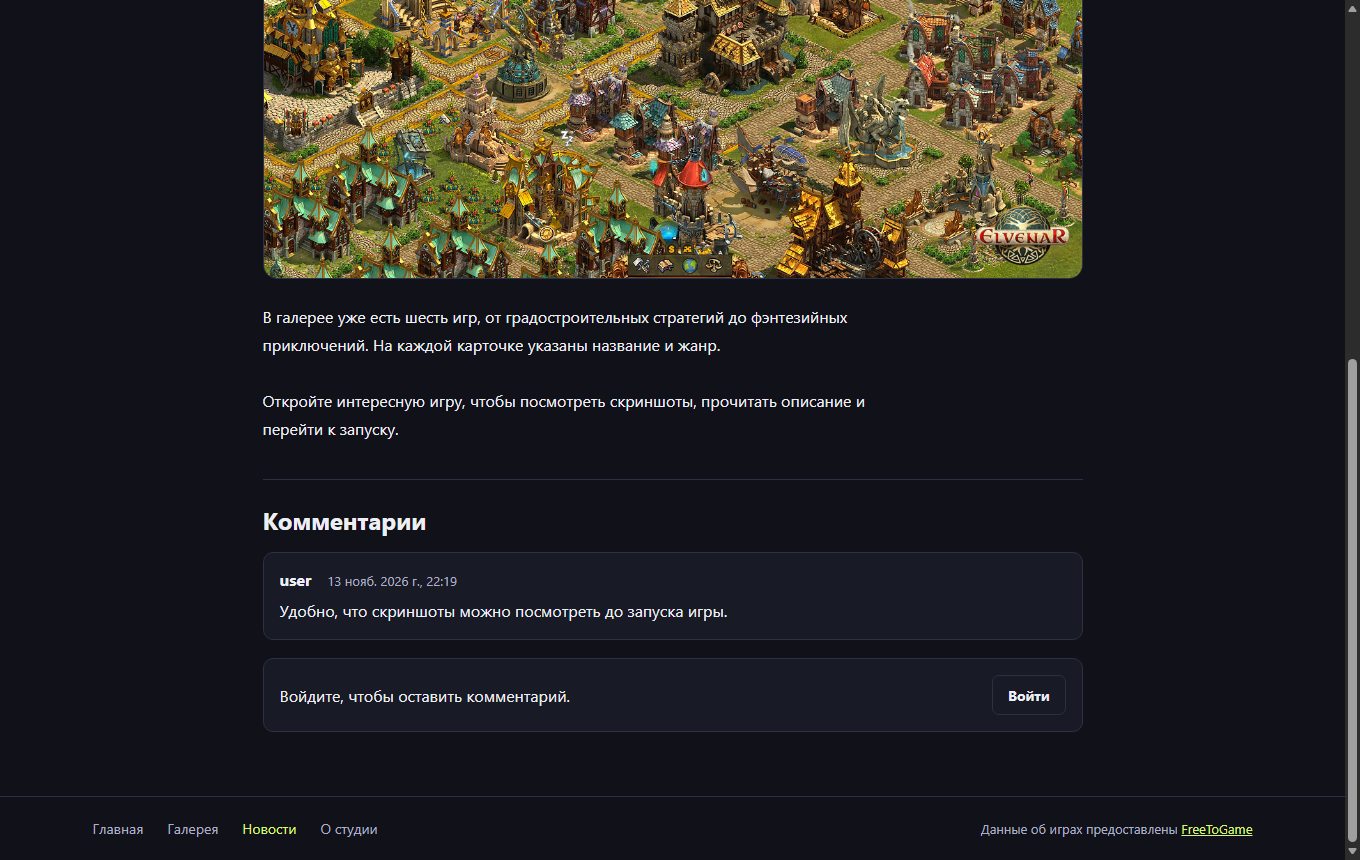 zz
ELVENAR
В галерее уже есть шесть игр, от градостроительных стратегий до фэнтезийных
приключений. На каждой карточке указаны название и жанр.
Откройте интересную игру, чтобы посмотреть скриншоты, прочитать описание и
перейти к запуску.
Комментарии
user 13 нояб. 2026 г., 22:19
Удобно, что скриншоты можно посмотреть до запуска игры.
Войдите, чтобы оставить комментарий. Войти
Главная Галерея Новости О студии Данные об играх предоставлены FreeToGame